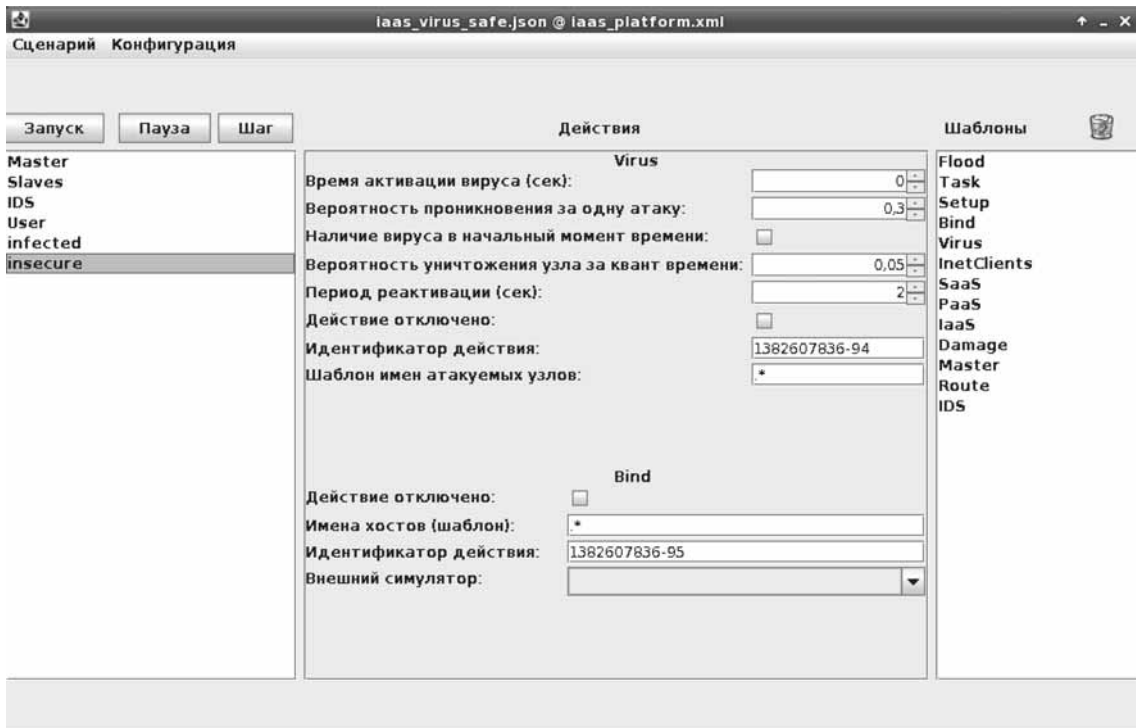 iaas_virus_safe.json @ iaas_platform.xml
Сценарий Конфигурация
Запуск Пауза Шаг Действия Шаблоны
Master
Slaves
IDS
User
infected
insecure
Virus
Время активации вируса (сек): 0
Вероятность проникновения за одну атаку: 0,3
Наличие вируса в начальный момент времени:
Вероятность уничтожения узла за квант времени: 0,05
Период реактивации (сек): 2
Действие отключено:
Идентификатор действия: 1382607836-94
Шаблон имен атакуемых узлов: .*
Bind
Действие отключено:
Имена хостов (шаблон): .*
Идентификатор действия: 1382607836-95
Внешний симулятор:
Flood
Task
Setup
Bind
Virus
InetClients
SaaS
PaaS
IaaS
Damage
Master
Route
IDS